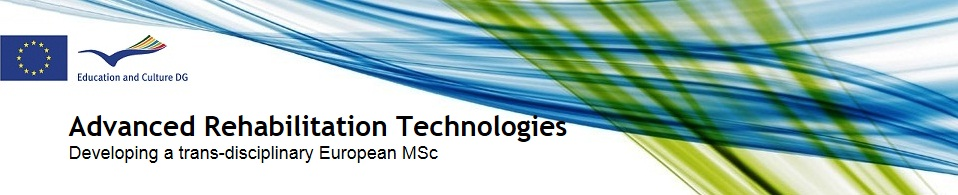 Education and Culture DG
Advanced Rehabilitation Technologies
Developing a trans-disciplinary European MSc